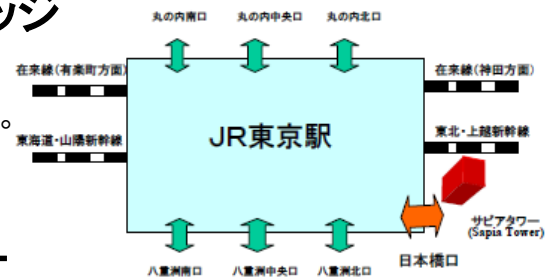 ッジ
丸の内南口
丸の内中央口
丸の内北口
在来線(有楽町方面)
在来線(神田方面)
。
東海道・山陽新幹線
JR東京駅
東北・上越新幹線
サピアタワー
(Sapia Tower)
日本橋口
八重洲南口
八重洲中央口
八重洲北口